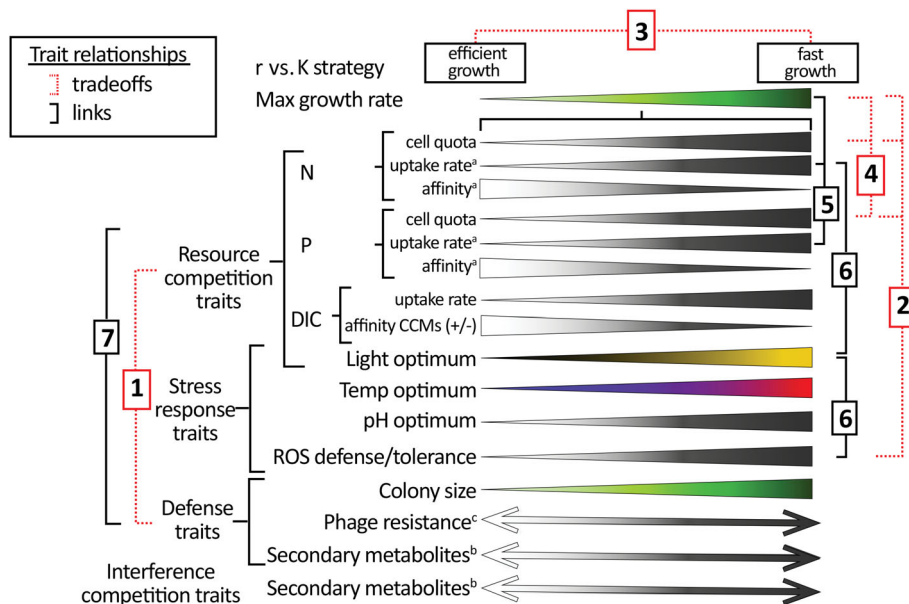 3
Trait relationships
tradeoffs
links
efficient
growth
fast
growth
r vs. K strategy
Max growth rate
N
cell quota
uptake rateᵃ
affinityᵃ
4
5
P
cell quota
uptake rateᵃ
affinityᵃ
Resource
competition
traits
6
2
DIC
uptake rate
affinity CCMs (+/-)
7
1
Light optimum
Stress
response
traits
Temp optimum
pH optimum
6
ROS defense/tolerance
Defense
traits
Colony size
Phage resistanceᶜ
Secondary metabolitesᵇ
Interference
competition traits
Secondary metabolitesᵇ